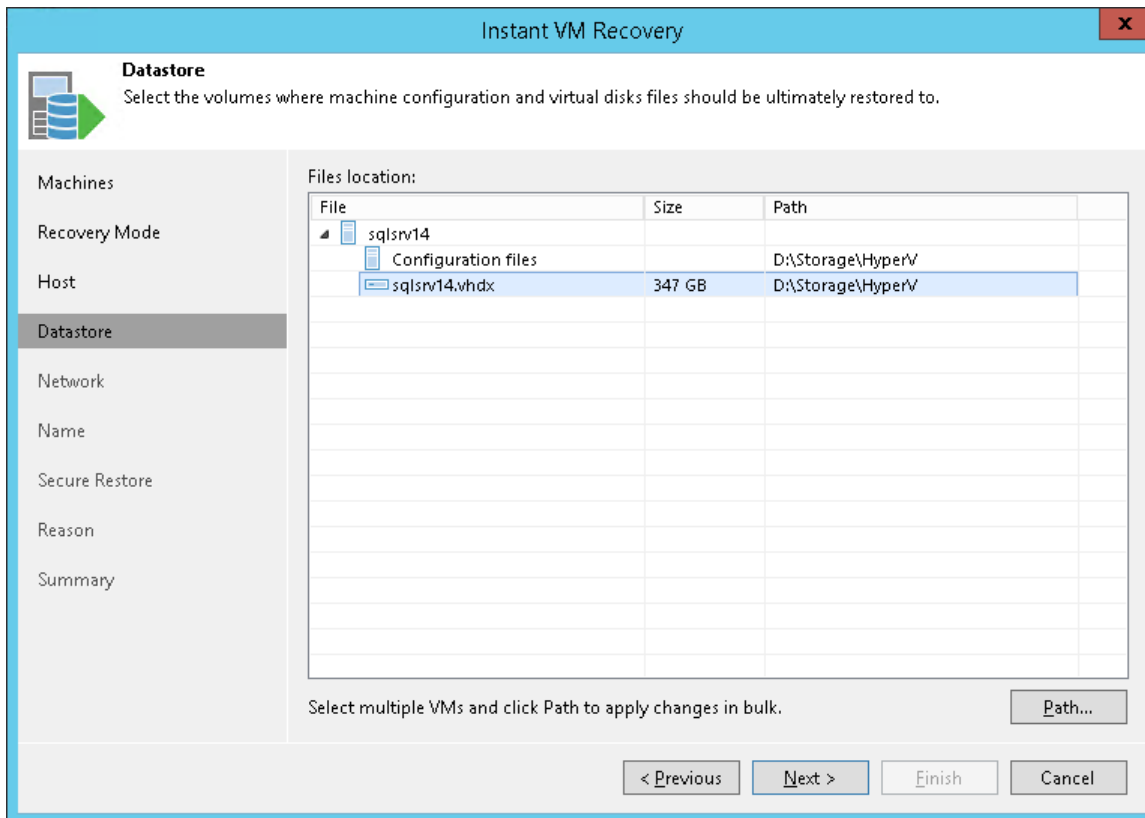 Instant VM Recovery
x
Datastore
Select the volumes where machine configuration and virtual disks files should be ultimately restored to.
Machines
Recovery Mode
Host
Datastore
Network
Name
Secure Restore
Reason
Summary
Files location:
File Size Path
sqlsrv14
Configuration files D:\Storage\HyperV
sqlsrv14.vhdx 347 GB D:\Storage\HyperV
Select multiple VMs and click Path to apply changes in bulk.
Path...
< Previous Next > Finish Cancel